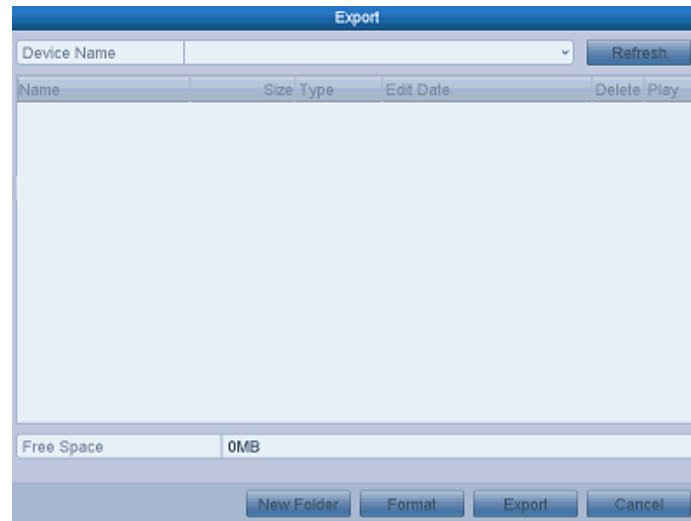 Export
Device Name Refresh
Name Size Type Edit Date Delete Play
Free Space 0MB
New Folder Format Export Cancel